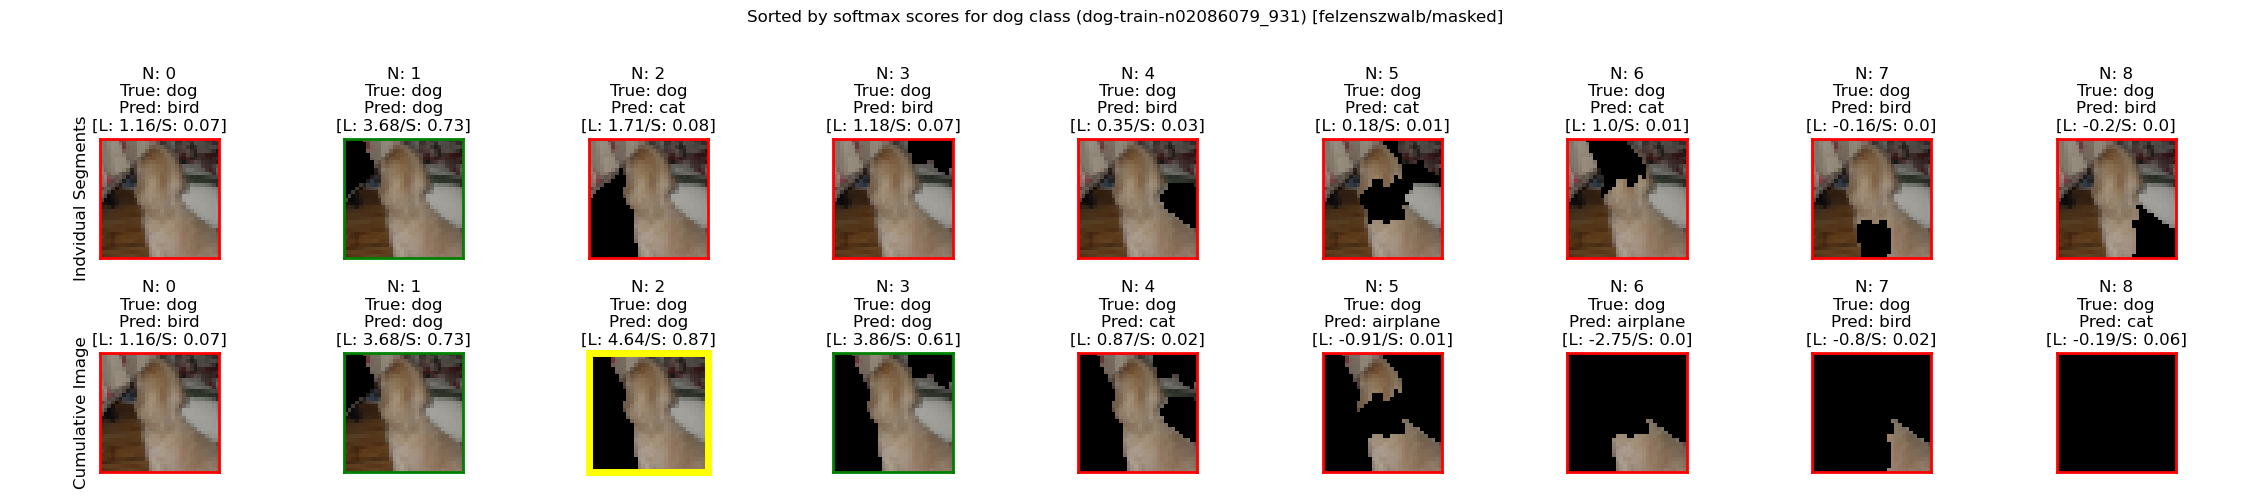 Sorted by softmax scores for dog class (dog-train-n02086079_931) [felzenszwalb/masked]
Individual Segments
N: 0
True: dog
Pred: bird
[L: 1.16/S: 0.07]
N: 1
True: dog
Pred: dog
[L: 3.68/S: 0.73]
N: 2
True: dog
Pred: cat
[L: 1.71/S: 0.08]
N: 3
True: dog
Pred: bird
[L: 1.18/S: 0.07]
N: 4
True: dog
Pred: bird
[L: 0.35/S: 0.03]
N: 5
True: dog
Pred: cat
[L: 0.18/S: 0.01]
N: 6
True: dog
Pred: cat
[L: 1.0/S: 0.01]
N: 7
True: dog
Pred: bird
[L: -0.16/S: 0.0]
N: 8
True: dog
Pred: bird
[L: -0.2/S: 0.0]
Cumulative Image
N: 0
True: dog
Pred: bird
[L: 1.16/S: 0.07]
N: 1
True: dog
Pred: dog
[L: 3.68/S: 0.73]
N: 2
True: dog
Pred: dog
[L: 4.64/S: 0.87]
N: 3
True: dog
Pred: dog
[L: 3.86/S: 0.61]
N: 4
True: dog
Pred: cat
[L: 0.87/S: 0.02]
N: 5
True: dog
Pred: airplane
[L: -0.91/S: 0.01]
N: 6
True: dog
Pred: airplane
[L: -2.75/S: 0.0]
N: 7
True: dog
Pred: bird
[L: -0.8/S: 0.02]
N: 8
True: dog
Pred: cat
[L: -0.19/S: 0.06]